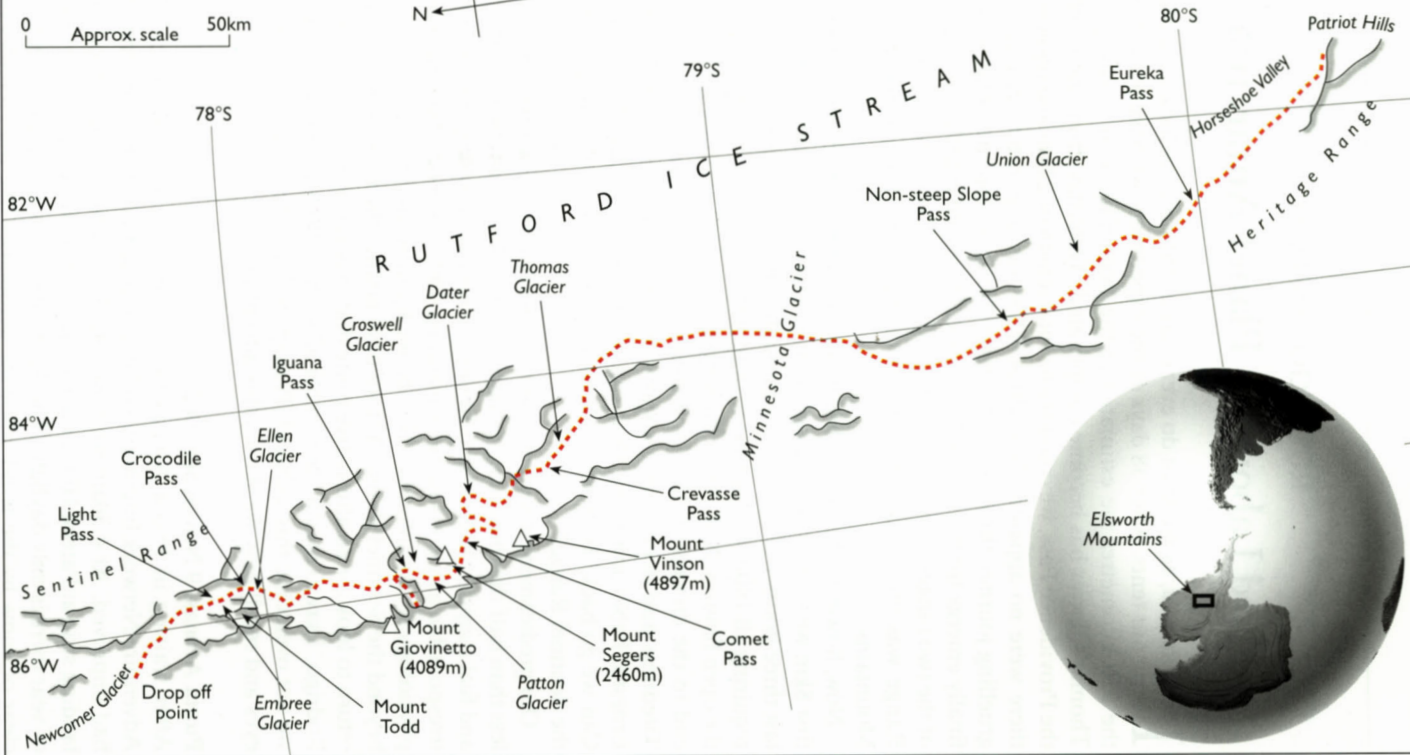 0
50km
Approx. scale
N
80°S
Patriot Hills
79°S
Eureka
Pass
Horseshoe Valley
78°S
RUTFORD ICE STREAM
Union Glacier
Heritage Range
Non-steep Slope
Pass
82°W
Thomas
Glacier
Dater
Glacier
Minnesota Glacier
Croswell
Glacier
Iguana
Pass
84°W
Ellen
Glacier
Crocodile
Pass
Crevasse
Pass
Light
Pass
Elsworth
Mountains
Sentinel Range
Mount
Vinson
(4897m)
Mount
Giovinetto
(4089m)
Mount
Segers
(2460m)
Comet
Pass
86°W
Newcomer Glacier
Drop off
point
Embree
Glacier
Mount
Todd
Patton
Glacier